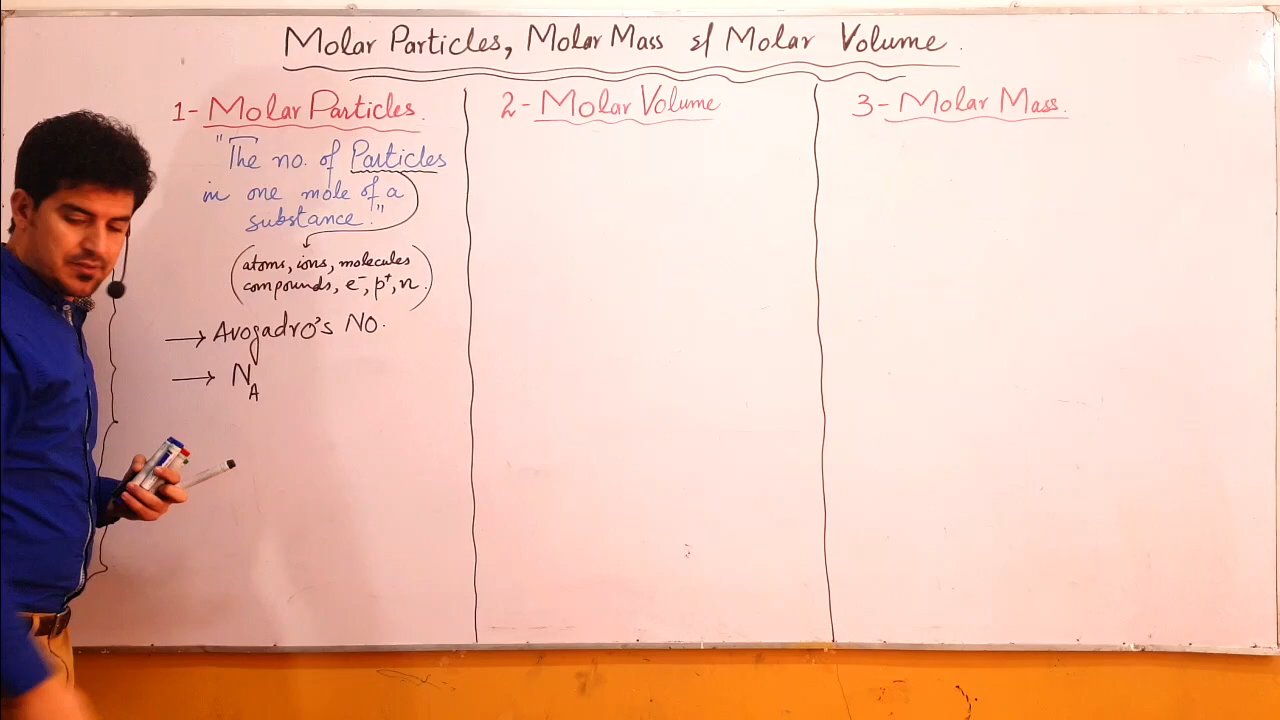 Molar Particles, Molar Mass & Molar Volume.
1- Molar Particles.
"The no. of Particles
in one mole of a
substance."
(atoms, ions, molecules
compounds, e⁻, p⁺, n.)
→ Avogadro's No.
→ N_A
2- Molar Volume
3- Molar Mass.